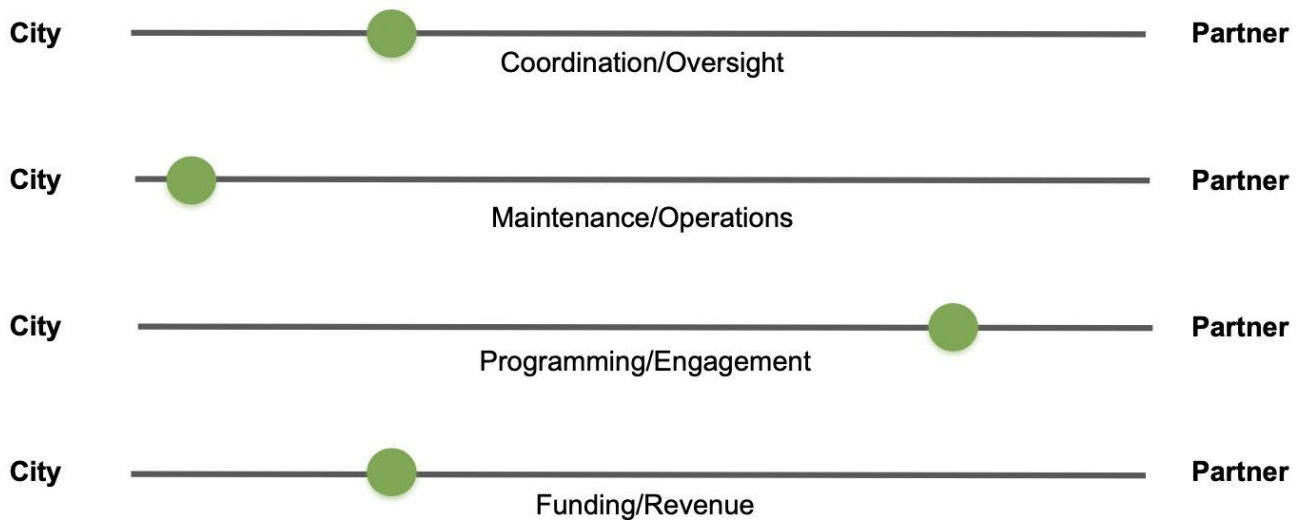 City Partner
Coordination/Oversight
City Partner
Maintenance/Operations
City Partner
Programming/Engagement
City Partner
Funding/Revenue